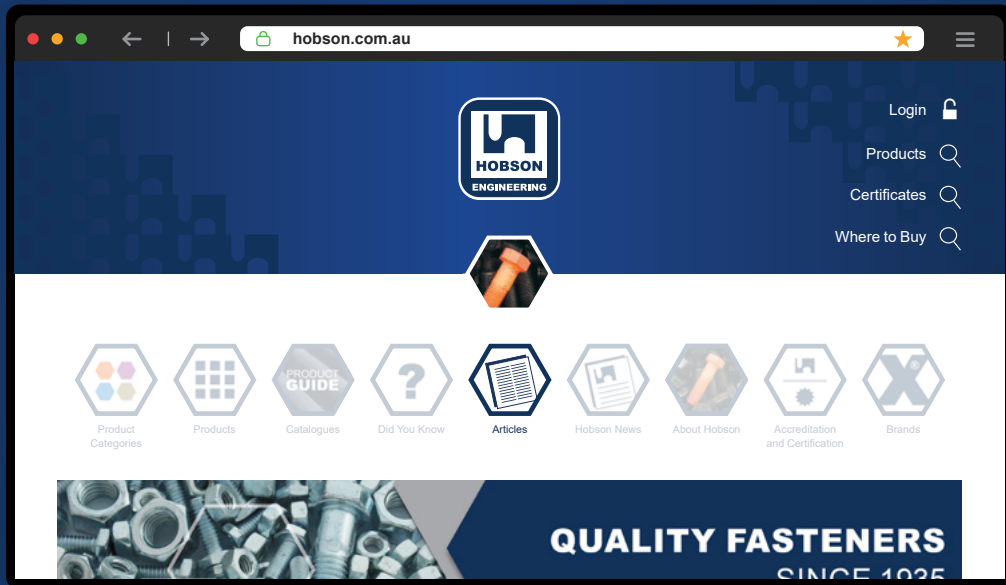 hobson.com.au
Login
Products
Certificates
Where to Buy
HOBSON
ENGINEERING
PRODUCT
GUIDE
?
X®
Product
Categories
Products
Catalogues
Did You Know
Articles
Hobson News
About Hobson
Accreditation
and Certification
Brands
QUALITY FASTENERS
SINCE 1935